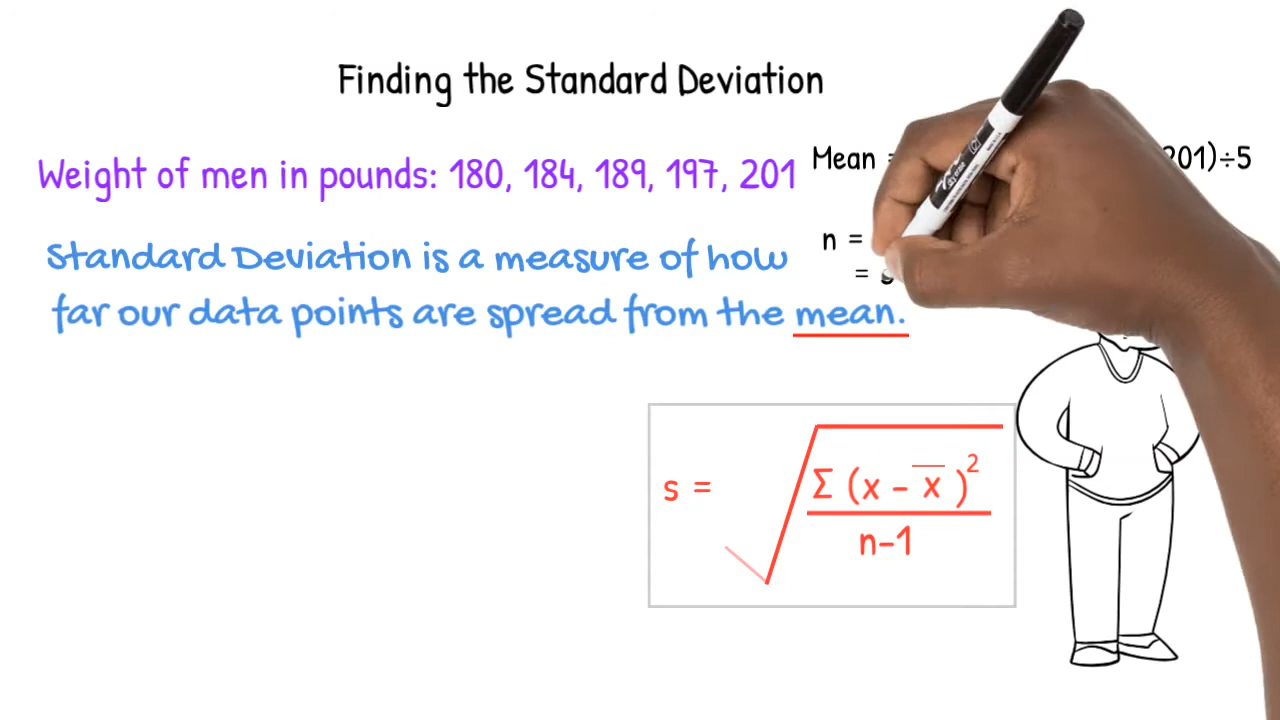 Finding the Standard Deviation
Weight of men in pounds: 180, 184, 189, 197, 201
Mean = 201)÷5
Standard Deviation is a measure of how
n =
=
far our data points are spread from the mean.
s = √ Σ (x - x̅ )²
n-1